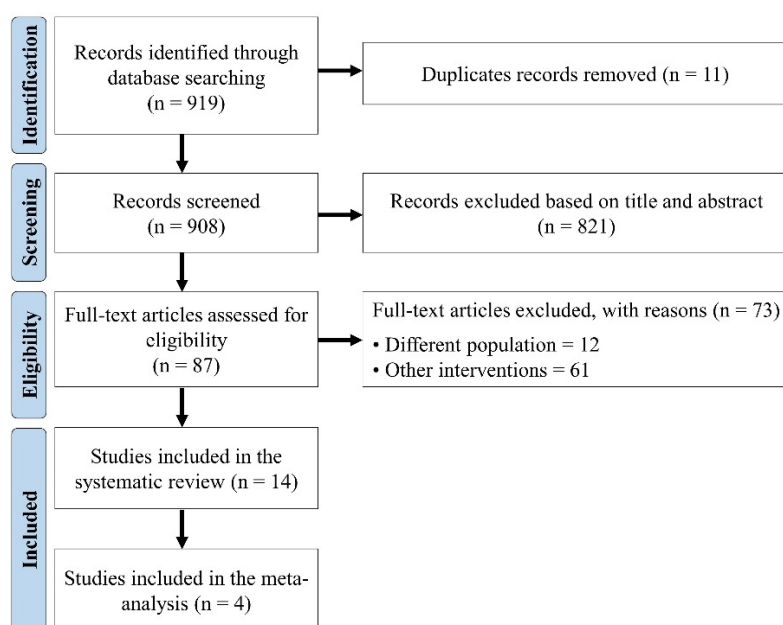 Identification
Records identified through
database searching
(n = 919)
Duplicates records removed (n = 11)
Screening
Records screened
(n = 908)
Records excluded based on title and abstract
(n = 821)
Eligibility
Full-text articles assessed for
eligibility
(n = 87)
Full-text articles excluded, with reasons (n = 73)
• Different population = 12
• Other interventions = 61
Included
Studies included in the
systematic review (n = 14)
Studies included in the meta-
analysis (n = 4)